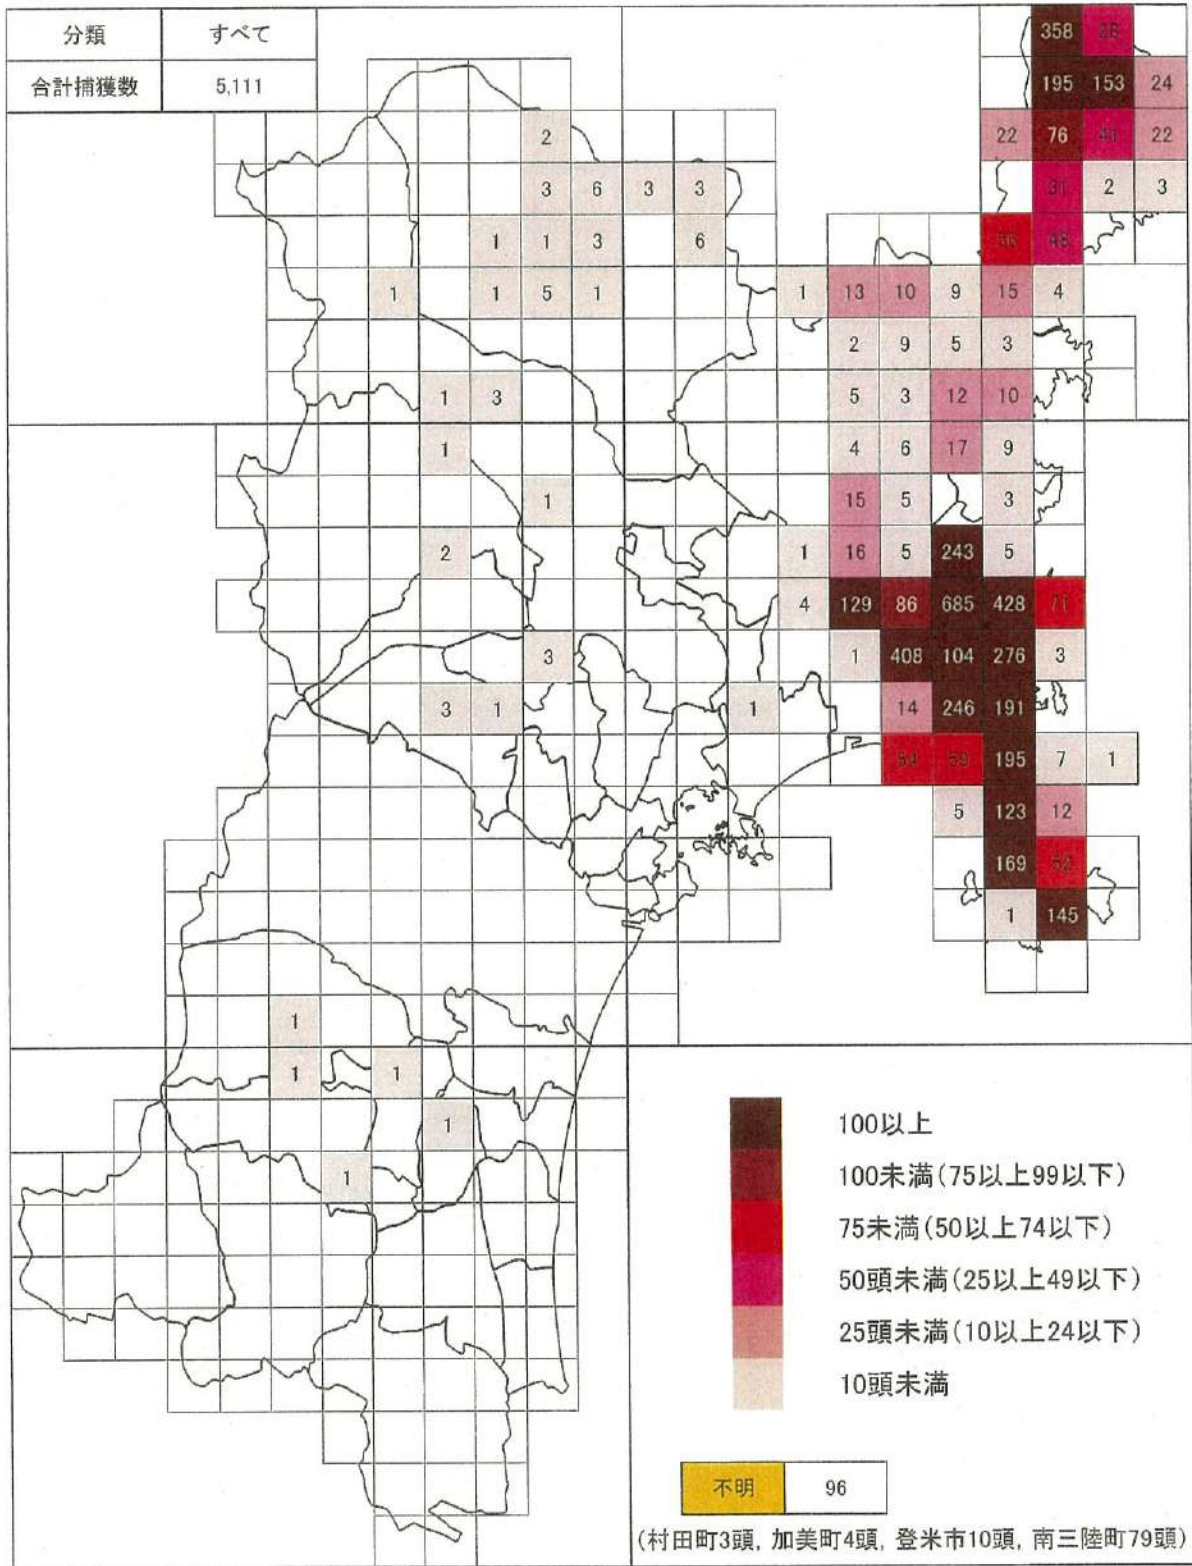 分類 すべて
合計捕獲数 5,111
358 26
195 153 24
2 22 76 41 22
3 6 3 3 31 2 3
1 1 3 6 48
1 1 5 1 1 13 10 9 15 4
2 9 5 3
1 3 5 3 12 10
1 4 6 17 9
1 15 5 3
2 1 16 5 243 5
4 129 86 685 428 71
3 1 408 104 276 3
3 1 1 14 246 191
59 195 7 1
5 123 12
169 52
1 145
1
1 1
1
1
100以上
100未満(75以上99以下)
75未満(50以上74以下)
50頭未満(25以上49以下)
25頭未満(10以上24以下)
10頭未満
不明 96
(村田町3頭, 加美町4頭, 登米市10頭, 南三陸町79頭)